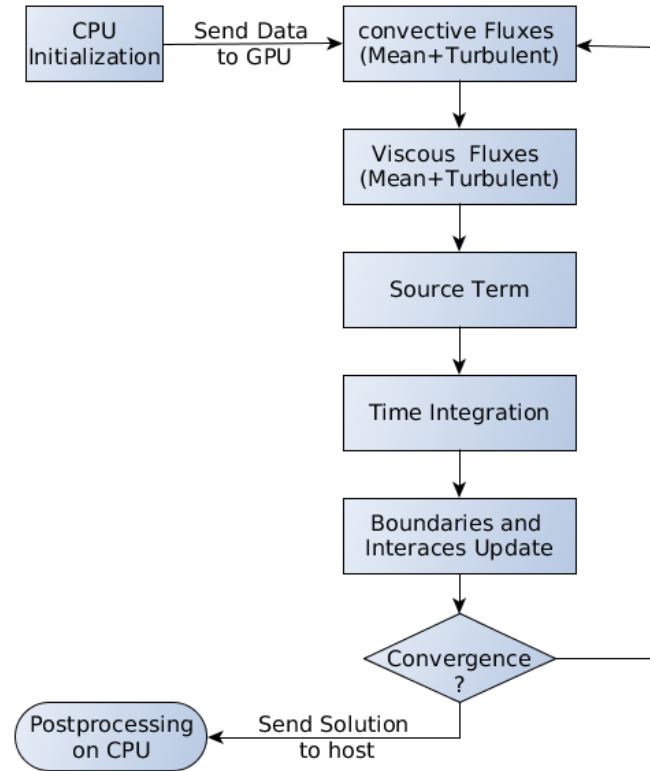 CPU
Initialization
Send Data
to GPU
convective Fluxes
(Mean+Turbulent)
Viscous Fluxes
(Mean+Turbulent)
Source Term
Time Integration
Boundaries and
Interaces Update
Convergence
?
Send Solution
to host
Postprocessing
on CPU